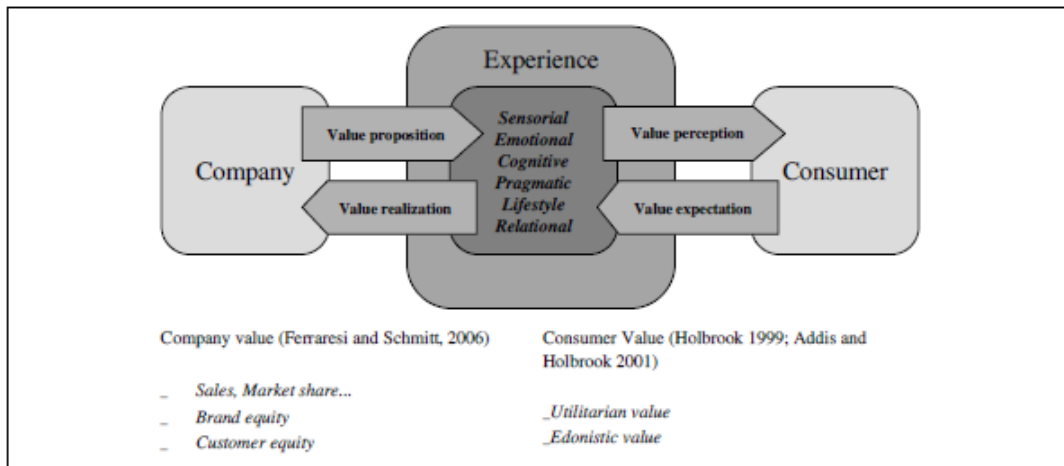 Experience
Company
Value proposition
Value realization
Sensorial
Emotional
Cognitive
Pragmatic
Lifestyle
Relational
Value perception
Value expectation
Consumer
Company value (Ferraresi and Schmitt, 2006)
_ Sales, Market share...
_ Brand equity
_ Customer equity
Consumer Value (Holbrook 1999; Addis and
Holbrook 2001)
_Utilitarian value
_Edonistic value